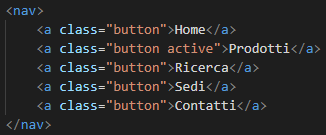 <nav>
    <a class="button">Home</a>
    <a class="button active">Prodotti</a>
    <a class="button">Ricerca</a>
    <a class="button">Sedi</a>
    <a class="button">Contatti</a>
</nav>